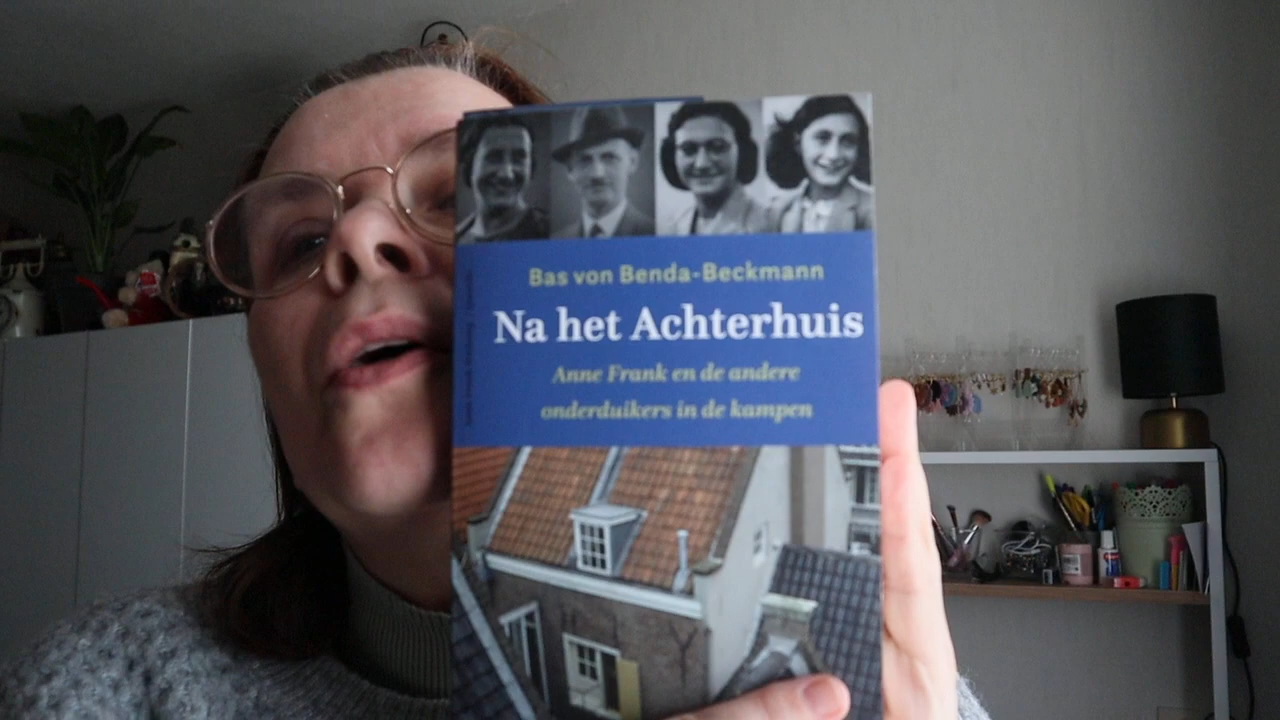 Bas von Benda-Beckmann
Na het Achterhuis
Anne Frank en de andere
onderduikers in de kampen